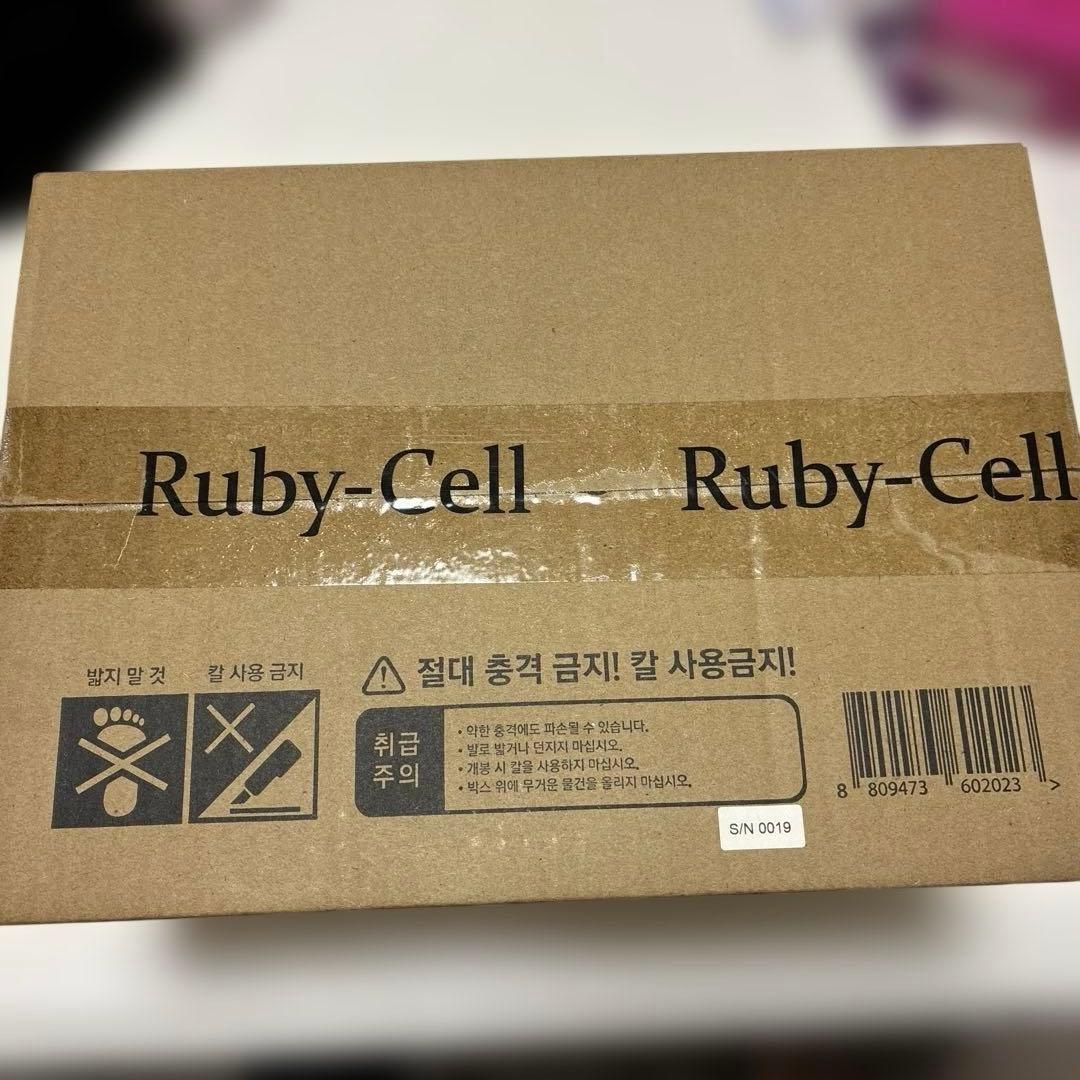 Ruby-Cell Ruby-Cell
밟지 말 것
칼 사용 금지
절대 충격 금지! 칼 사용금지!
취급
주의
• 약한 충격에도 파손될 수 있습니다.
• 발로 밟거나 던지지 마십시오.
• 개봉 시 칼을 사용하지 마십시오.
• 박스 위에 무거운 물건을 올리지 마십시오.
8 809473 602023 >
S/N 0019